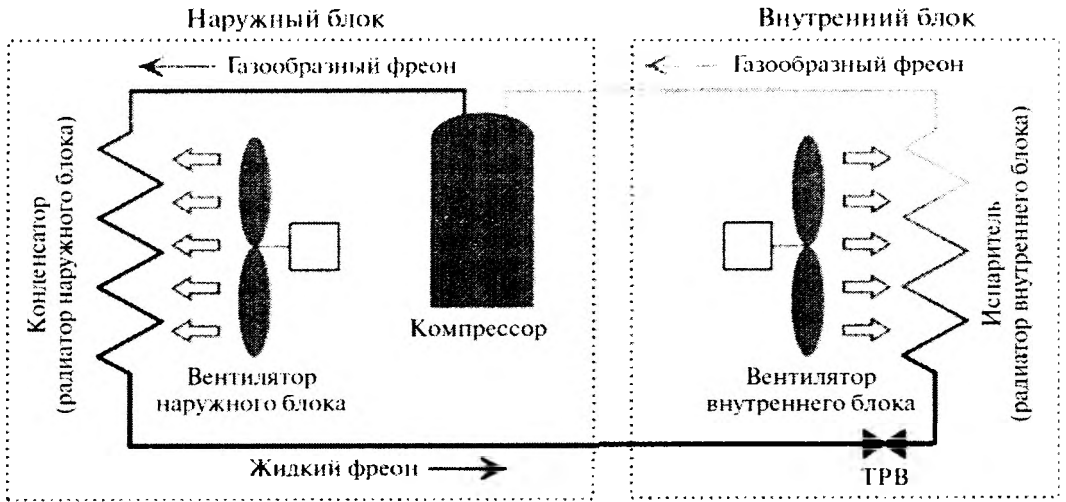 Наружный блок
Внутренний блок
Газообразный фреон
Газообразный фреон
Конденсатор
(радиатор наружного блока)
Компрессор
Вентилятор
наружного блока
Вентилятор
внутреннего блока
Испаритель
(радиатор внутреннего блока)
Жидкий фреон
ТРВ